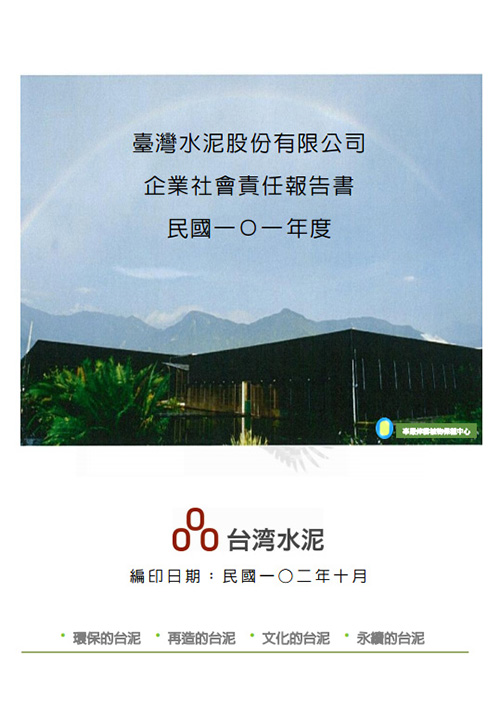 臺灣水泥股份有限公司
企業社會責任報告書
民國一○一年度
台湾水泥
編印日期：民國一○二年十月
· 環保的台泥 · 再造的台泥 · 文化的台泥 · 永續的台泥